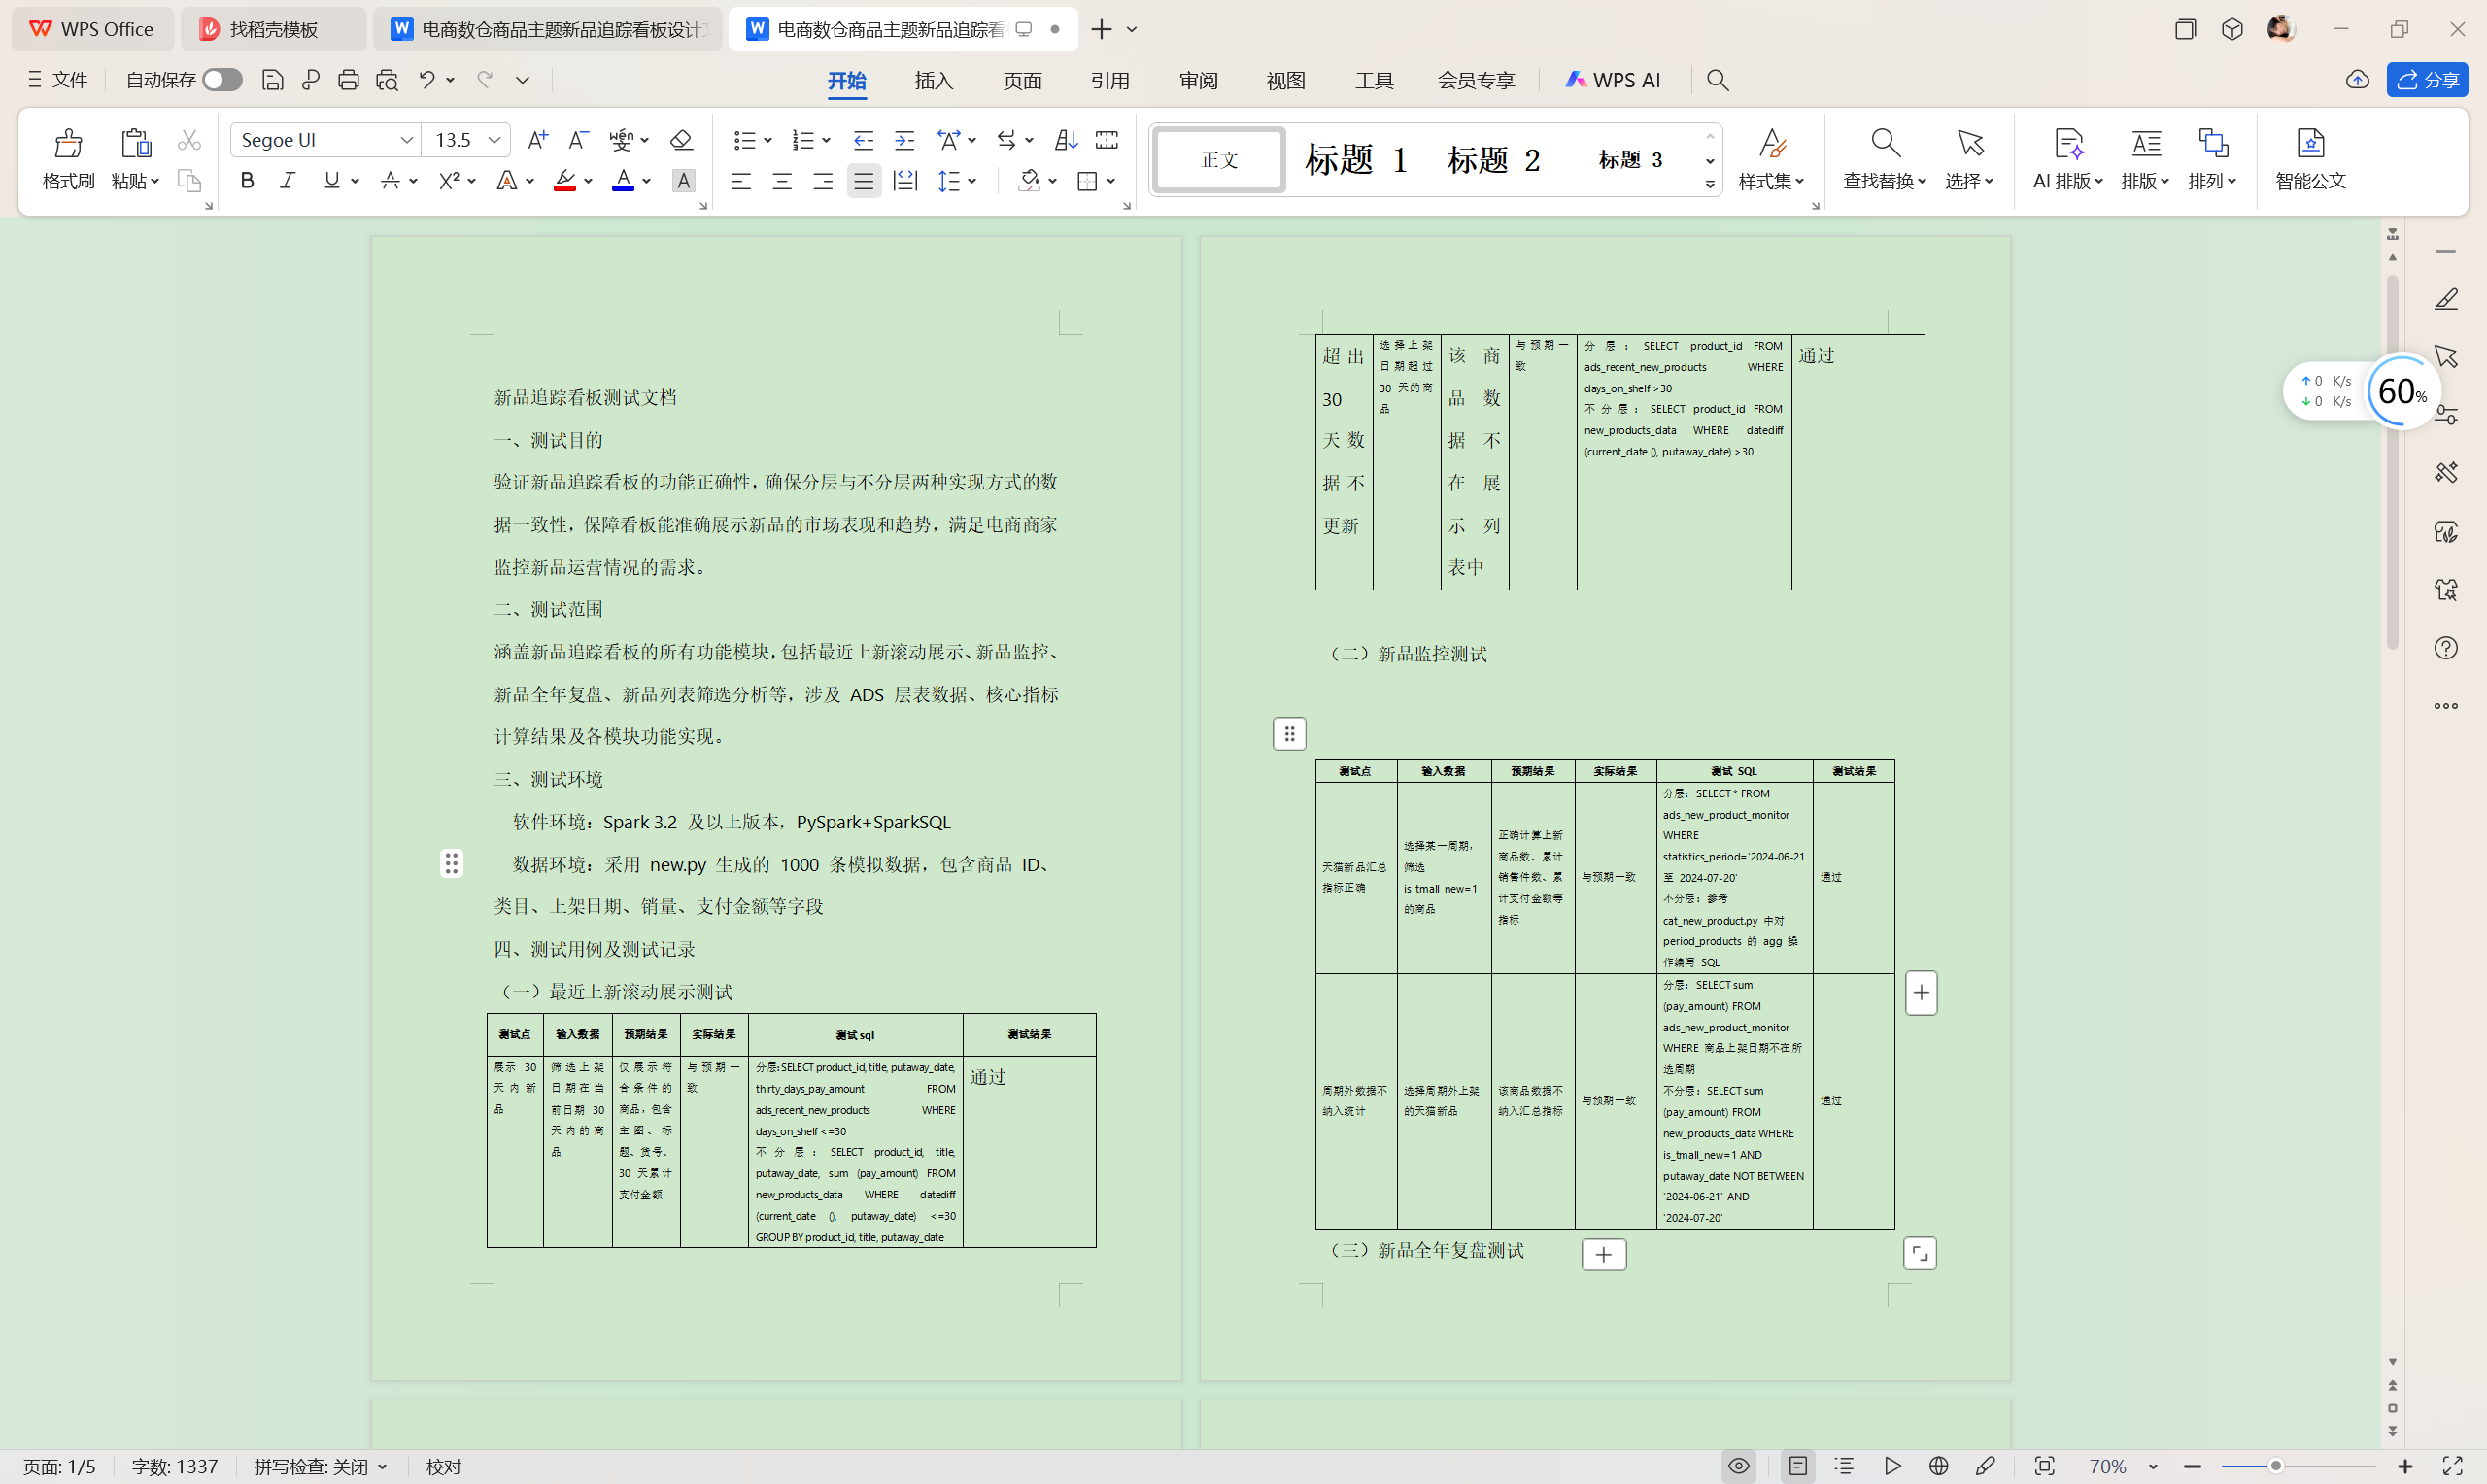 WPS Office
找稻壳模板
电商数仓商品主题新品追踪看板设计文
电商数仓商品主题新品追踪看
文件
自动保存
开始
插入
页面
引用
审阅
视图
工具
会员专享
WPS AI
分享
格式刷
粘贴
Segoe UI
13.5
正文
标题 1
标题 2
标题 3
样式集
查找替换
选择
AI 排版
排版
排列
智能公文
新品追踪看板测试文档
一、测试目的
验证新品追踪看板的功能正确性，确保分层与不分层两种实现方式的数
据一致性，保障看板能准确展示新品的市场表现和趋势，满足电商商家
监控新品运营情况的需求。
二、测试范围
涵盖新品追踪看板的所有功能模块，包括最近上新滚动展示、新品监控、
新品全年复盘、新品列表筛选分析等，涉及 ADS 层表数据、核心指标
计算结果及各模块功能实现。
三、测试环境
软件环境：Spark 3.2 及以上版本，PySpark+SparkSQL
数据环境：采用 new.py 生成的 1000 条模拟数据，包含商品 ID、
类目、上架日期、销量、支付金额等字段
四、测试用例及测试记录
（一）最近上新滚动展示测试
测试点
输入数据
预期结果
实际结果
测试 sql
测试结果
展示 30
天内新
品
筛选上架
日期在当
前日期 30
天内的商
品
仅展示符
合条件的
商品，包含
主图、标
题、货号、
30 天累计
支付金额
与预期一
致
分层：SELECT product_id, title, putaway_date,
thirty_days_pay_amount FROM
ads_recent_new_products WHERE
days_on_shelf <=30
不分层：SELECT product_id, title,
putaway_date, sum (pay_amount) FROM
new_products_data WHERE datediff
(current_date (), putaway_date) <=30
GROUP BY product_id, title, putaway_date
通过
超出
30
天数
据不
更新
选择上架
日期超过
30 天的商
品
该商
品数
据不
在展
示列
表中
与预期一
致
分层：SELECT product_id FROM
ads_recent_new_products WHERE
days_on_shelf >30
不分层：SELECT product_id FROM
new_products_data WHERE datediff
(current_date (), putaway_date) >30
通过
（二）新品监控测试
测试点
输入数据
预期结果
实际结果
测试 SQL
测试结果
天猫新品汇总
指标正确
选择某一周期，
筛选
is_tmall_new=1
的商品
正确计算上新
商品数、累计
销售件数、累
计支付金额等
指标
与预期一致
分层：SELECT * FROM
ads_new_product_monitor
WHERE
statistics_period='2024-06-21
至 2024-07-20'
不分层：参考
cat_new_product.py 中对
period_products 的 agg 操
作编写 SQL
通过
周期外数据不
纳入统计
选择周期外上架
的天猫新品
该商品数据不
纳入汇总指标
与预期一致
分层：SELECT sum
(pay_amount) FROM
ads_new_product_monitor
WHERE 商品上架日期不在所
选周期
不分层：SELECT sum
(pay_amount) FROM
new_products_data WHERE
is_tmall_new=1 AND
putaway_date NOT BETWEEN
'2024-06-21' AND
'2024-07-20'
通过
（三）新品全年复盘测试
0 K/s
0 K/s
60%
页面: 1/5
字数: 1337
拼写检查: 关闭
校对
70%